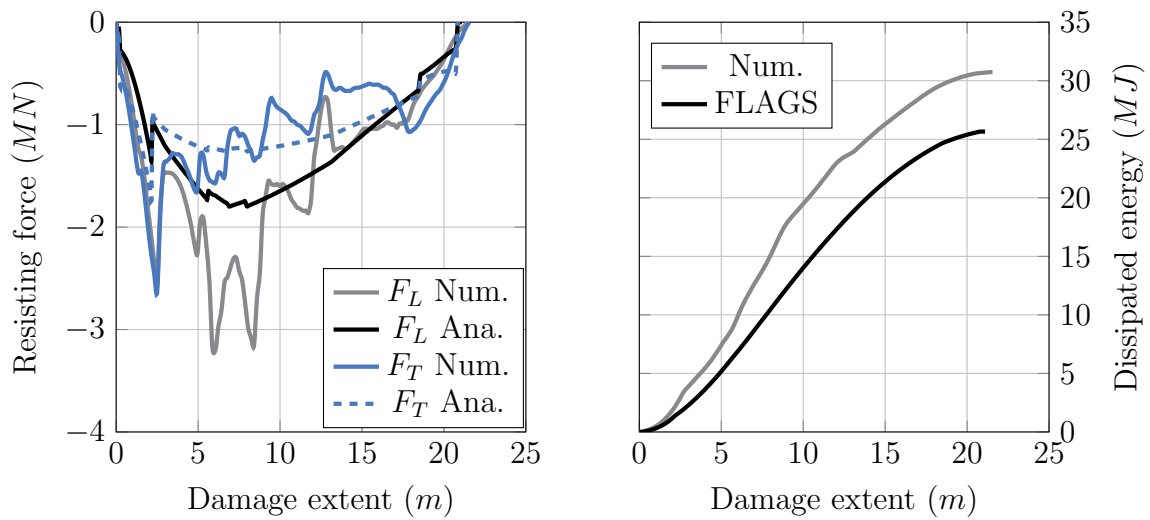 0
−1
−2
−3
−4
Resisting force (MN)
F_L Num.
F_L Ana.
F_T Num.
F_T Ana.
0 5 10 15 20 25
Damage extent (m)
Num.
FLAGS
35
30
25
20
15
10
5
0
Dissipated energy (MJ)
0 5 10 15 20 25
Damage extent (m)